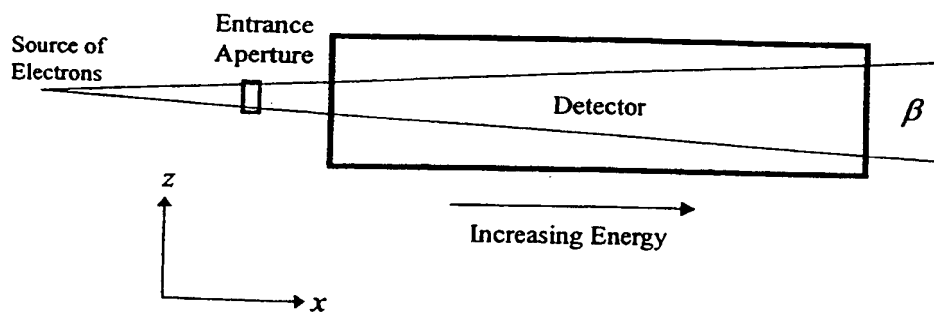 Source of
Electrons
Entrance
Aperture
Detector
β
Increasing Energy
z
x